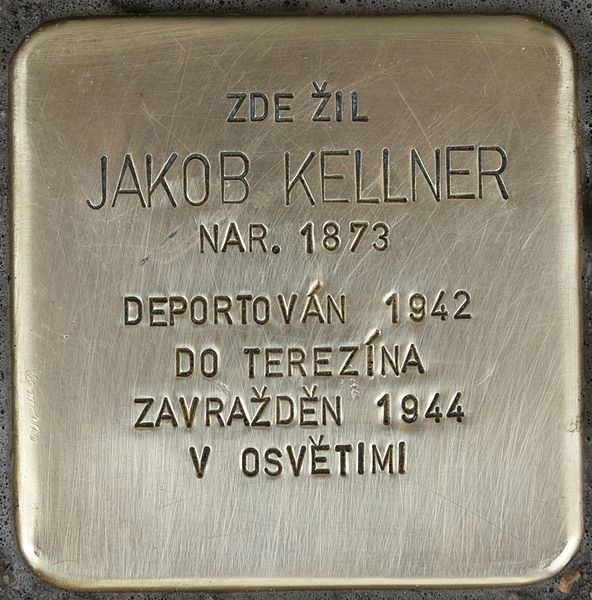 ZDE ŽIL
JAKOB KELLNER
NAR. 1873
DEPORTOVÁN 1942
DO TEREZÍNA
ZAVRAŽDĚN 1944
V OSVĚTIMI